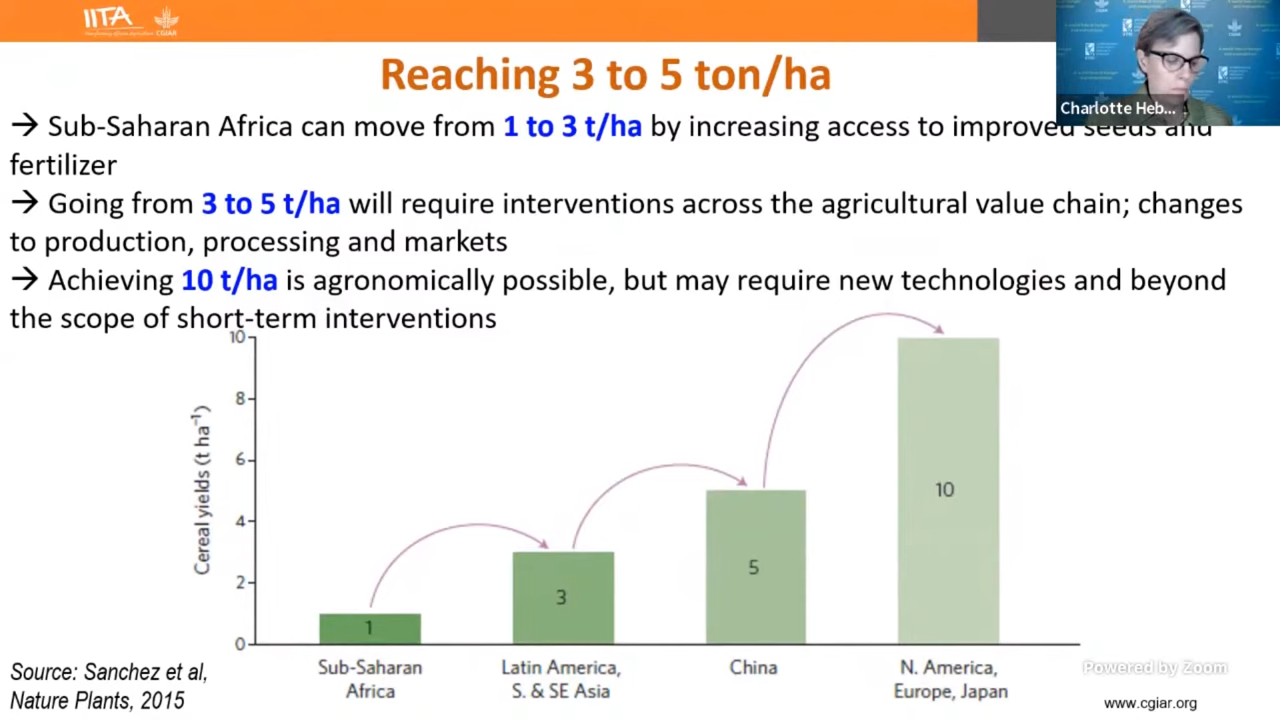 IITA
CGIAR
Reaching 3 to 5 ton/ha
Charlotte Heb...
→ Sub-Saharan Africa can move from 1 to 3 t/ha by increasing access to improved seeds and
fertilizer
→ Going from 3 to 5 t/ha will require interventions across the agricultural value chain; changes
to production, processing and markets
→ Achieving 10 t/ha is agronomically possible, but may require new technologies and beyond
the scope of short-term interventions
10
8
6
4
2
0
Cereal yields (t ha⁻¹)
1
3
5
10
Sub-Saharan
Africa
Latin America,
S. & SE Asia
China
N. America,
Europe, Japan
Source: Sanchez et al,
Nature Plants, 2015
Powered by Zoom
www.cgiar.org